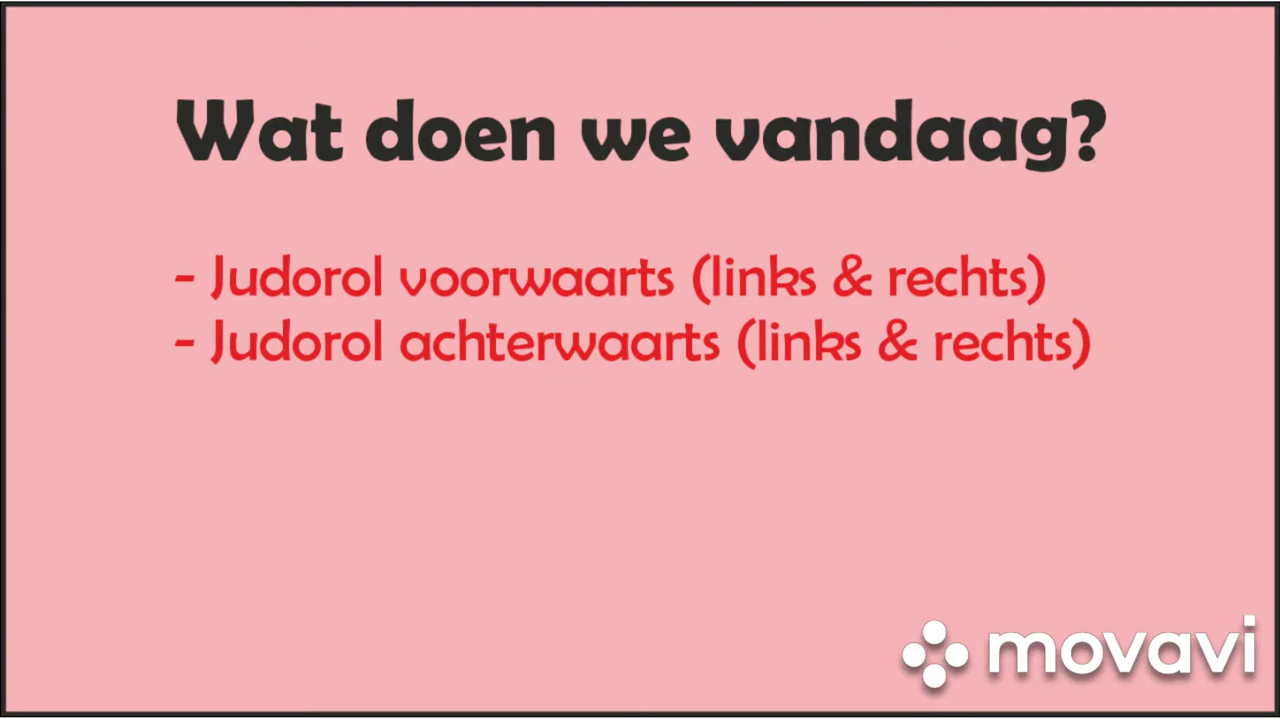 Wat doen we vandaag?
- Judorol voorwaarts (links & rechts)
- Judorol achterwaarts (links & rechts)
movavi